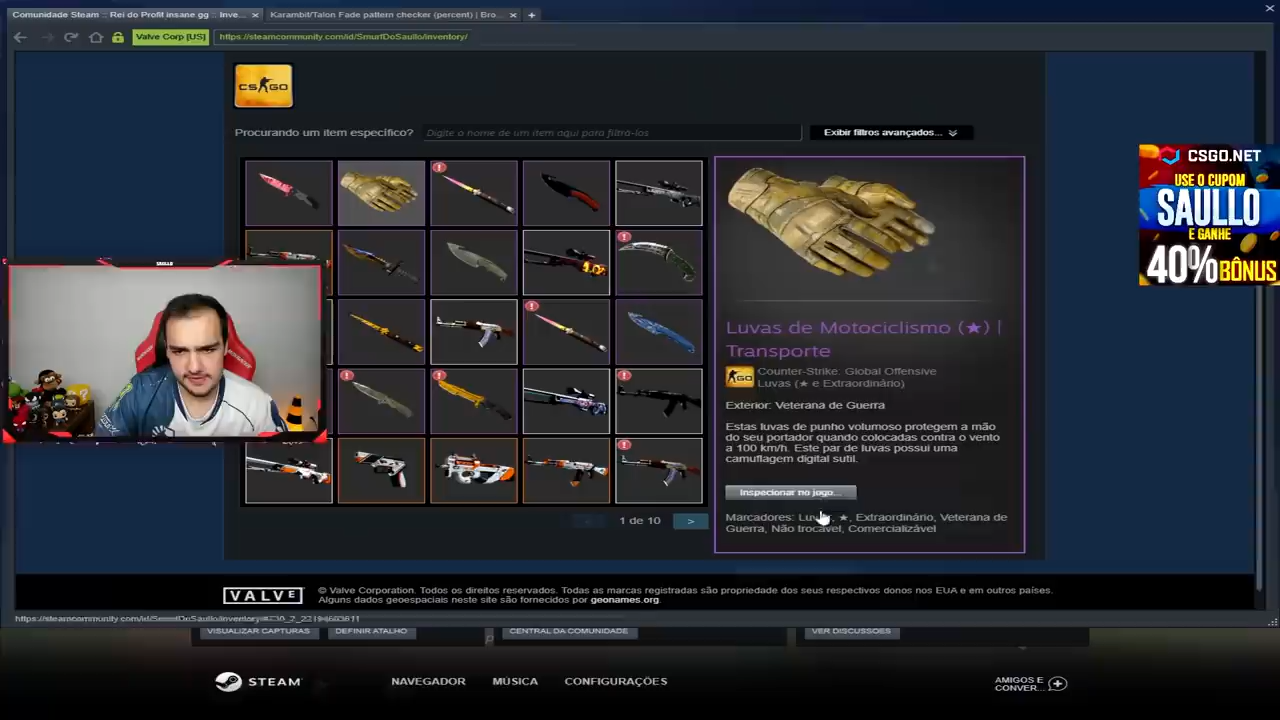 Comunidade Steam :: Rei do Profit insane.gg :: Inve...
Karambit/Talon Fade pattern checker (percent) | Bro...
Valve Corp [US]
https://steamcommunity.com/id/SmurfDoSaullo/inventory/
CS GO
Procurando um item específico?
Digite o nome de um item aqui para filtrá-los
Exibir filtros avançados...
CSGO.NET
USE O CUPOM
SAULLO
E GANHE
40% BÔNUS
SAULLO
Luvas de Motociclismo (★) |
Transporte
GO
Counter-Strike: Global Offensive
Luvas (★ e Extraordinário)
Exterior: Veterana de Guerra
Estas luvas de punho volumoso protegem a mão
do seu portador quando colocadas contra o vento
a 100 km/h. Este par de luvas possui uma
camuflagem digital sutil.
Inspecionar no jogo...
Marcadores: ★, Extraordinário, Veterana de
Guerra, Não trocável, Comercializável
1 de 10
>
VALVE
© Valve Corporation. Todos os direitos reservados. Todas as marcas registradas são propriedade dos seus respectivos donos nos EUA e em outros países.
Alguns dados geoespaciais neste site são fornecidos por geonames.org.
VISUALIZAR CAPTURAS
DEFINIR ATALHO
CENTRAL DA COMUNIDADE
VER DISCUSSÕES
STEAM
NAVEGADOR
MÚSICA
CONFIGURAÇÕES
AMIGOS E
CONVER...